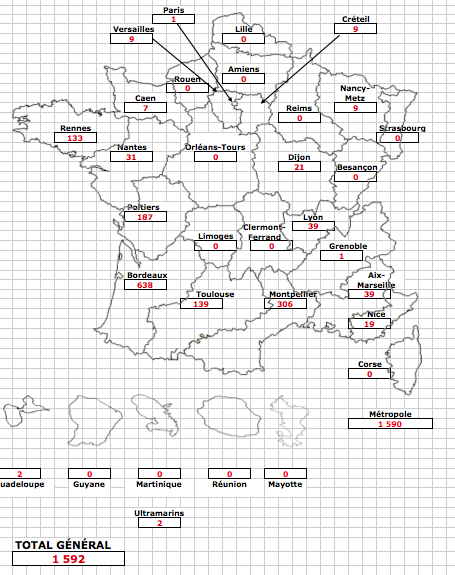 Paris
1
Versailles
9
Lille
0
Créteil
9
Amiens
0
Rouen
0
Caen
7
Reims
0
Nancy-
Metz
9
Strasbourg
0
Rennes
133
Nantes
31
Orléans-Tours
0
Dijon
21
Besançon
0
Poitiers
187
Limoges
0
Clermont-
Ferrand
0
Lyon
39
Grenoble
1
Bordeaux
638
Toulouse
139
Montpellier
306
Aix-
Marseille
39
Nice
19
Corse
0
Métropole
1 590
2
uadeloupe
0
Guyane
0
Martinique
0
Réunion
0
Mayotte
Ultramarins
2
TOTAL GÉNÉRAL
1 592